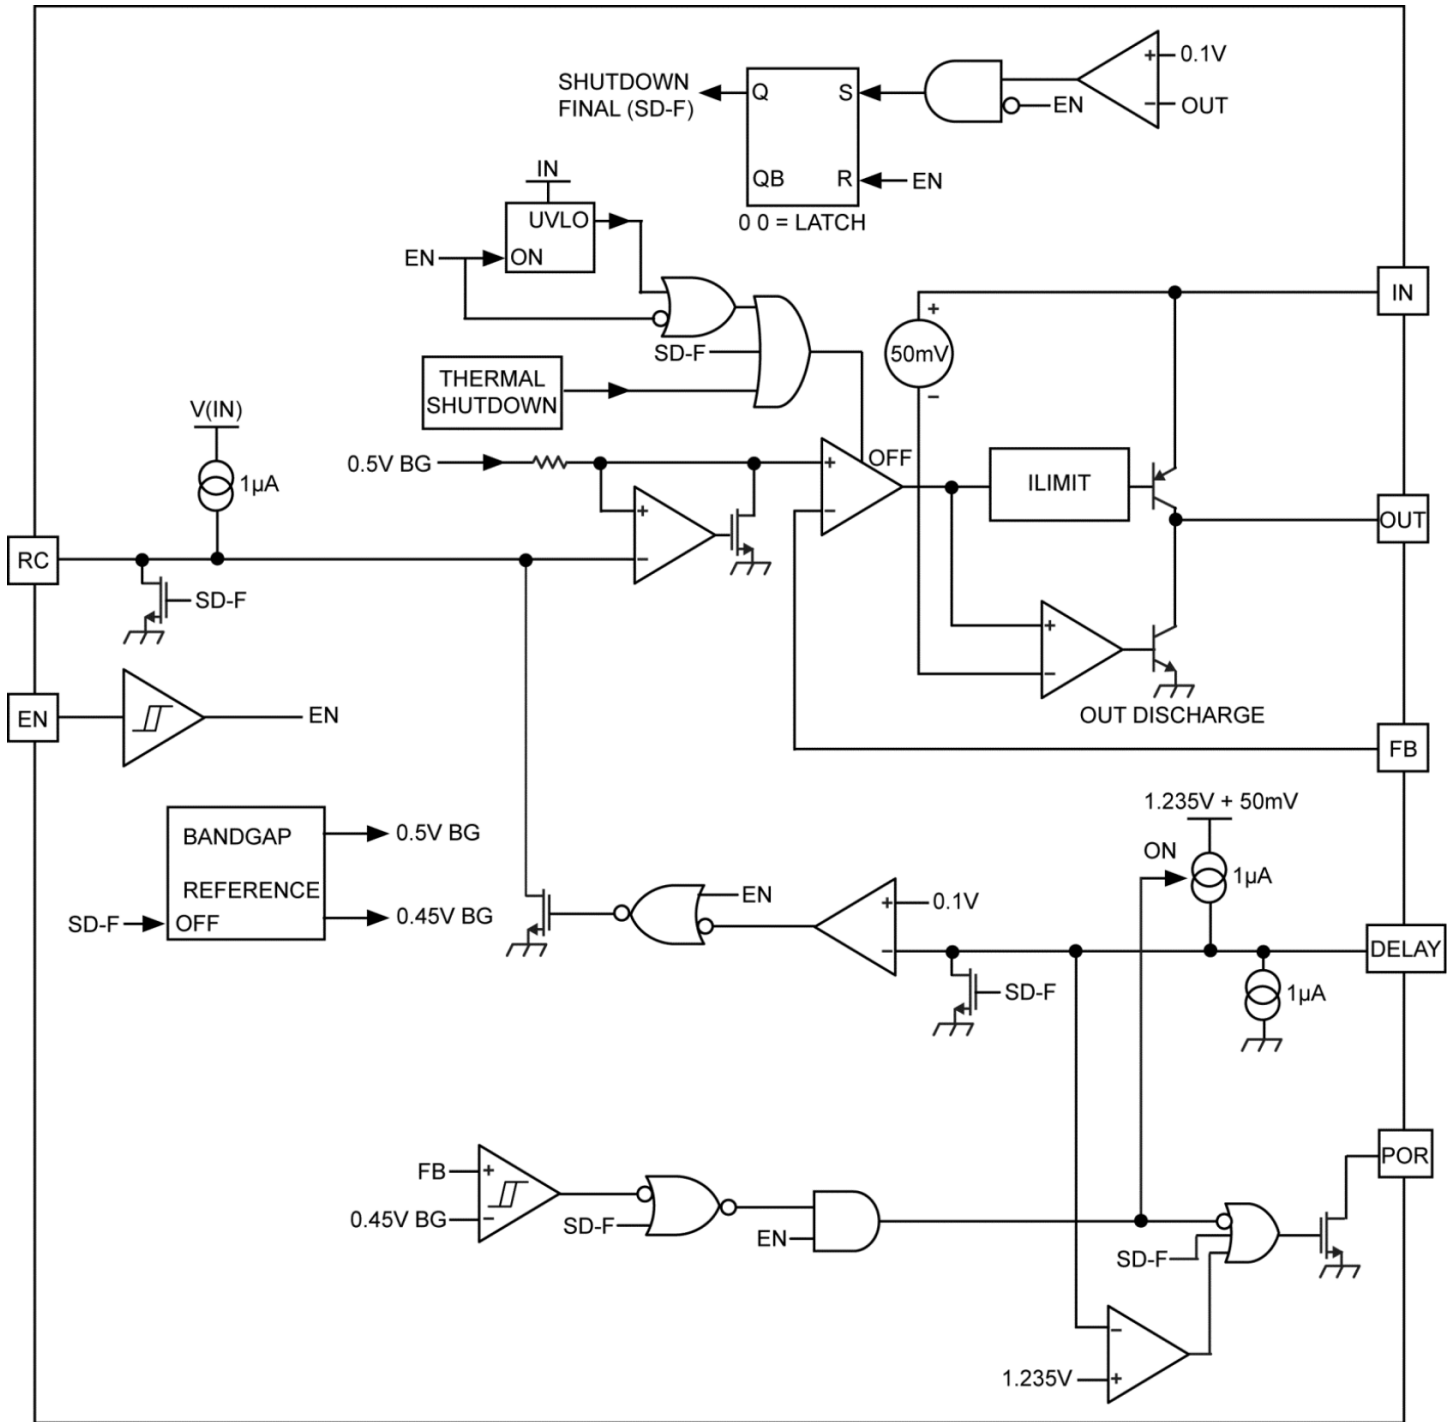 0.1V
SHUTDOWN
FINAL (SD-F)
Q
S
+
−
EN
OUT
QB
R
EN
0 0 = LATCH
IN
UVLO
EN
ON
IN
+
50mV
−
SD-F
THERMAL
SHUTDOWN
V(IN)
1µA
0.5V BG
+
OFF
−
ILIMIT
+
−
OUT
RC
SD-F
+
−
EN
EN
OUT DISCHARGE
FB
1.235V + 50mV
BANDGAP
0.5V BG
ON
1µA
REFERENCE
EN
+
0.1V
SD-F
OFF
0.45V BG
−
DELAY
SD-F
1µA
FB
+
POR
0.45V BG
−
SD-F
EN
SD-F
−
1.235V
+